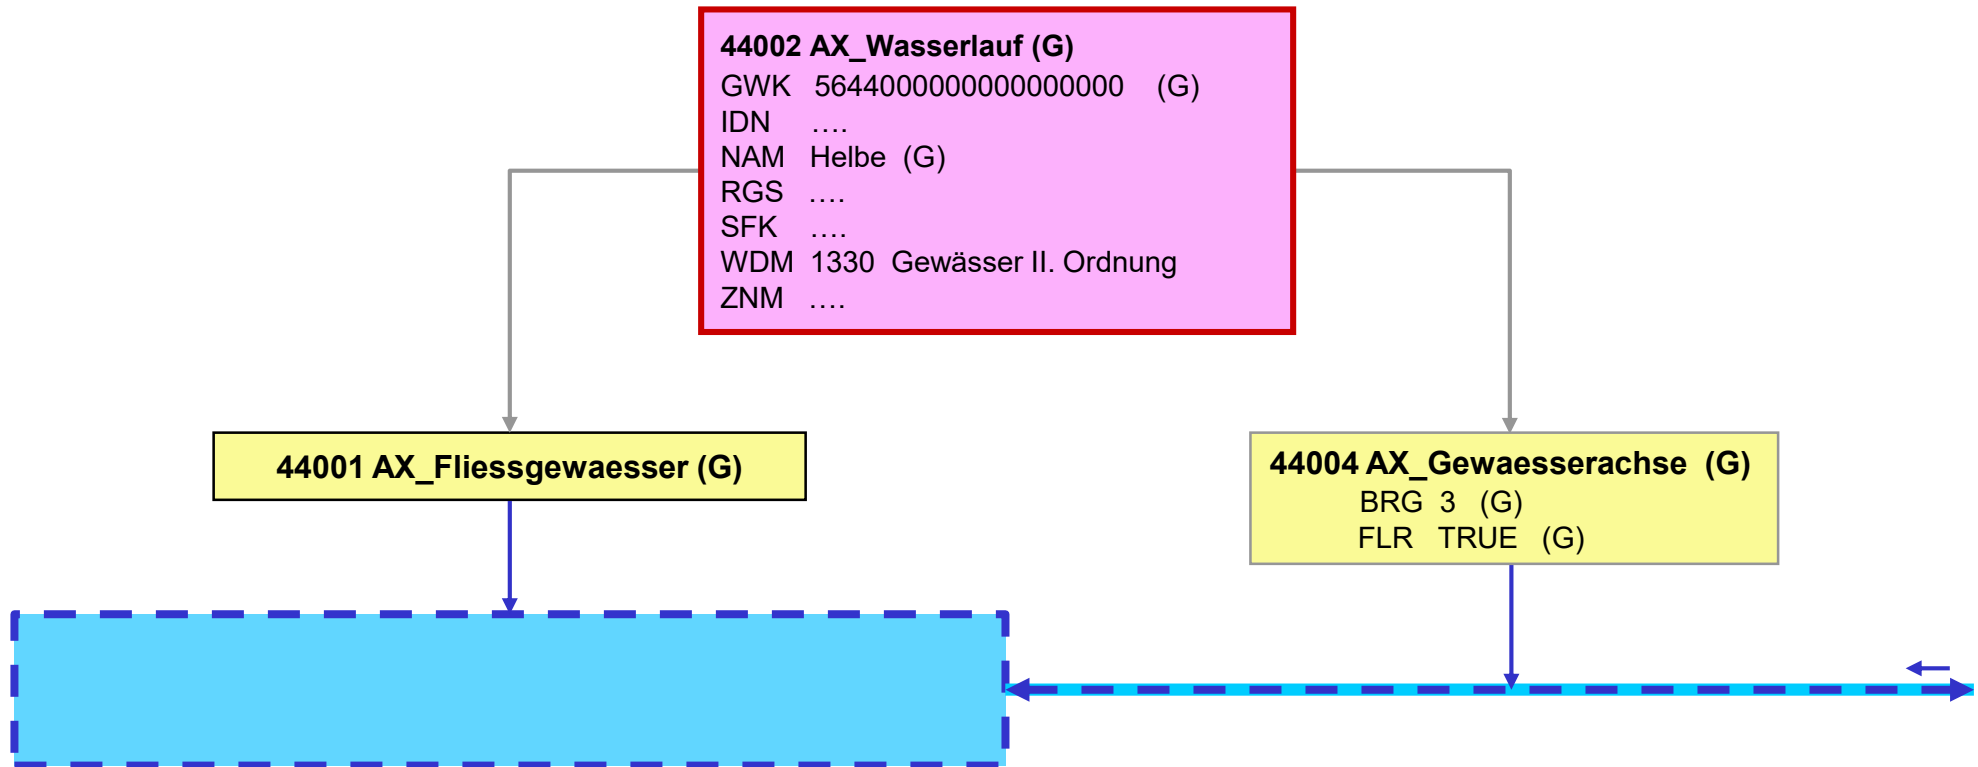 44002 AX_Wasserlauf (G)
GWK 5644000000000000000 (G)
IDN ….
NAM Helbe (G)
RGS ….
SFK ….
WDM 1330 Gewässer II. Ordnung
ZNM ….
44001 AX_Fliessgewaesser (G)
44004 AX_Gewaesserachse (G)
BRG 3 (G)
FLR TRUE (G)